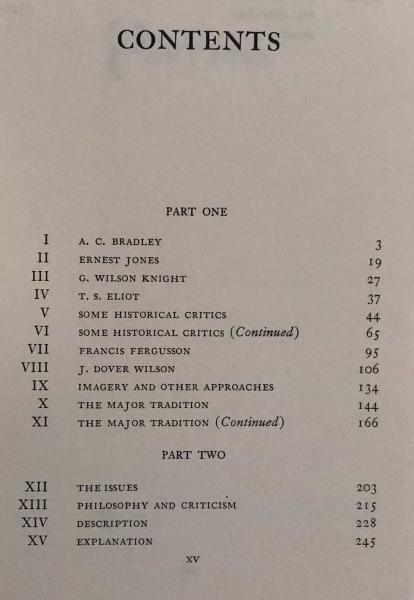 CONTENTS
PART ONE
I A. C. BRADLEY 3
II ERNEST JONES 19
III G. WILSON KNIGHT 27
IV T. S. ELIOT 37
V SOME HISTORICAL CRITICS 44
VI SOME HISTORICAL CRITICS (Continued) 65
VII FRANCIS FERGUSSON 95
VIII J. DOVER WILSON 106
IX IMAGERY AND OTHER APPROACHES 134
X THE MAJOR TRADITION 144
XI THE MAJOR TRADITION (Continued) 166
PART TWO
XII THE ISSUES 203
XIII PHILOSOPHY AND CRITICISM 215
XIV DESCRIPTION 228
XV EXPLANATION 245
xv